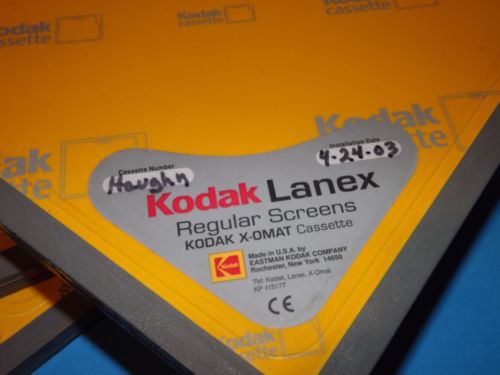 Kodak
cassette
Kodak
cassette
Kodak
cassette
Cassette Number
Installation Date
Haughn
4-24-03
Kodak Lanex
Regular Screens
KODAK X-OMAT Cassette
Kodak
Made in U.S.A. by
EASTMAN KODAK COMPANY
Rochester, New York 14650
TM: Kodak, Lanex, X-Omat
KP 115177
CE
Kodak
cassette